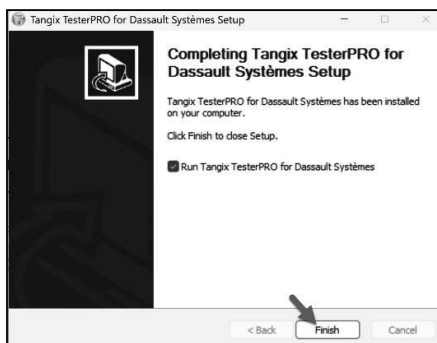 Tangix TesterPRO for Dassault Systèmes Setup
Completing Tangix TesterPRO for
Dassault Systèmes Setup
Tangix TesterPRO for Dassault Systèmes has been installed
on your computer.
Click Finish to close Setup.
Run Tangix TesterPRO for Dassault Systèmes
< Back Finish Cancel